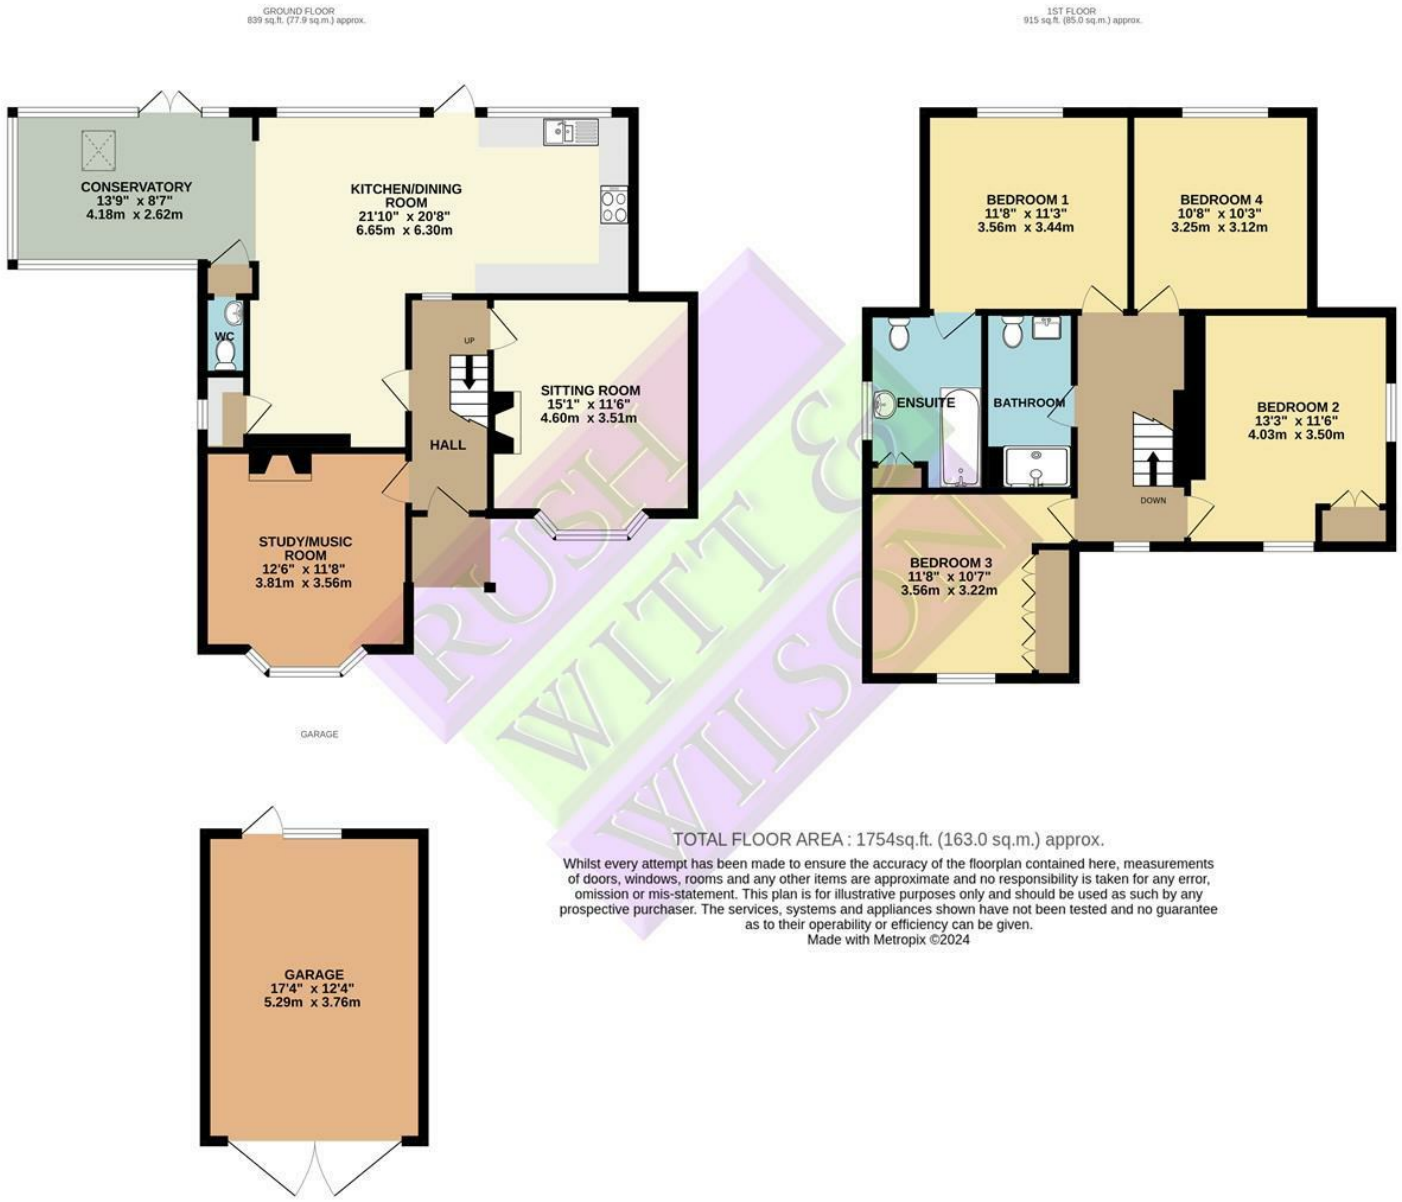 GROUND FLOOR
839 sq.ft. (77.9 sq.m.) approx.
1ST FLOOR
915 sq.ft. (85.0 sq.m.) approx.
CONSERVATORY
13'9" x 8'7"
4.18m x 2.62m
KITCHEN/DINING
ROOM
21'10" x 20'8"
6.65m x 6.30m
WC
UP
HALL
SITTING ROOM
15'1" x 11'6"
4.60m x 3.51m
STUDY/MUSIC
ROOM
12'6" x 11'8"
3.81m x 3.56m
BEDROOM 1
11'8" x 11'3"
3.56m x 3.44m
BEDROOM 4
10'8" x 10'3"
3.25m x 3.12m
ENSUITE
BATHROOM
BEDROOM 2
13'3" x 11'6"
4.03m x 3.50m
DOWN
BEDROOM 3
11'8" x 10'7"
3.56m x 3.22m
RUSH
WITT &
WILSON
GARAGE
GARAGE
17'4" x 12'4"
5.29m x 3.76m
TOTAL FLOOR AREA : 1754sq.ft. (163.0 sq.m.) approx.
Whilst every attempt has been made to ensure the accuracy of the floorplan contained here, measurements
of doors, windows, rooms and any other items are approximate and no responsibility is taken for any error,
omission or mis-statement. This plan is for illustrative purposes only and should be used as such by any
prospective purchaser. The services, systems and appliances shown have not been tested and no guarantee
as to their operability or efficiency can be given.
Made with Metropix ©2024